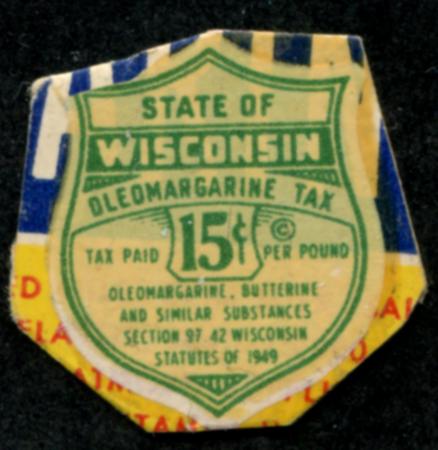 STATE OF
WISCONSIN
OLEOMARGARINE TAX
TAX PAID 15¢ © PER POUND
OLEOMARGARINE, BUTTERINE
AND SIMILAR SUBSTANCES
SECTION 97.42 WISCONSIN
STATUTES OF 1949